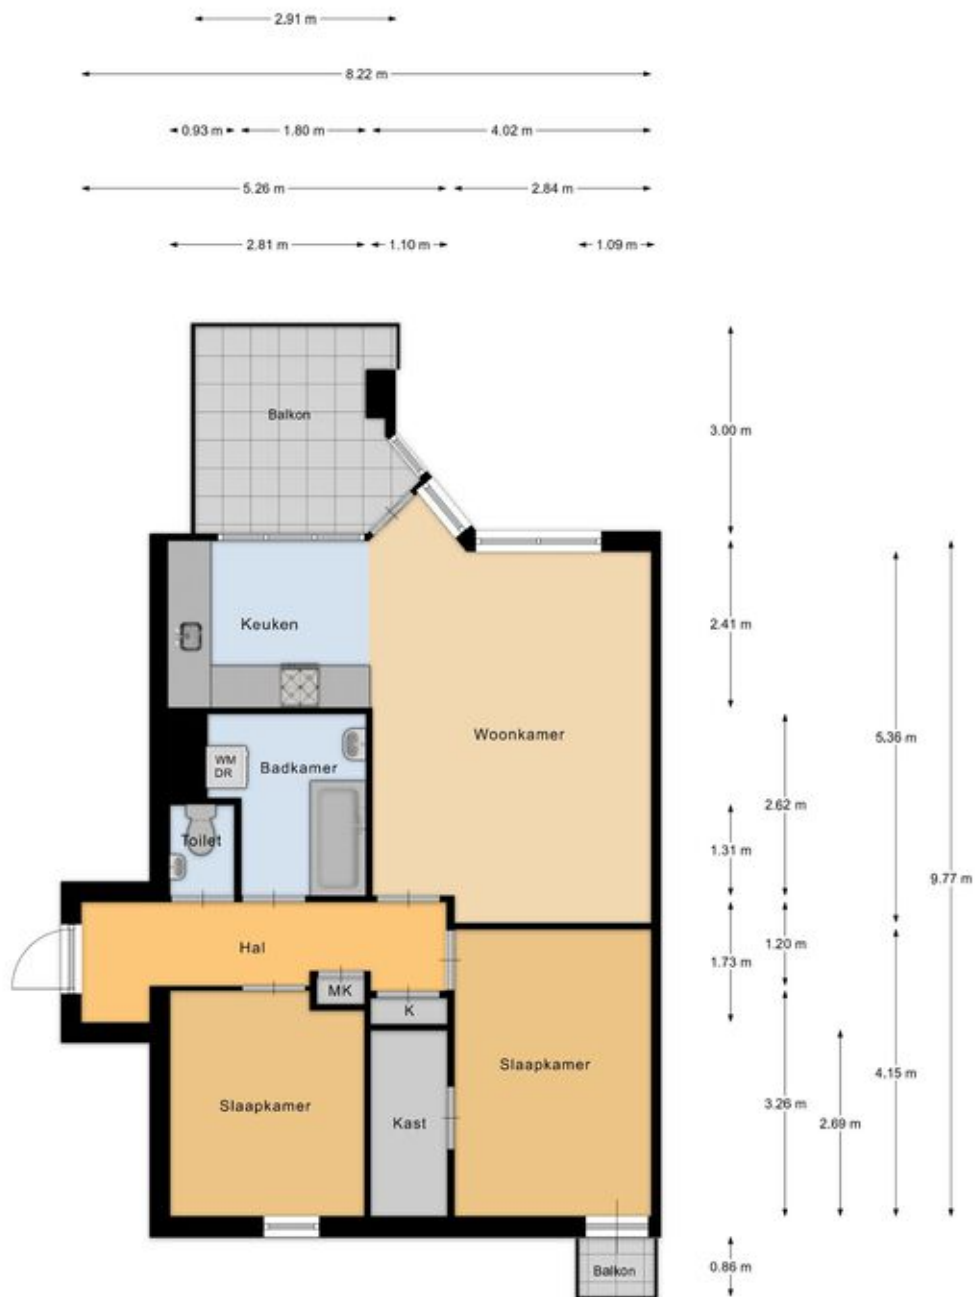 2.91 m
8.22 m
0.93 m
1.80 m
4.02 m
5.26 m
2.84 m
2.81 m
1.10 m
1.09 m
Balkon
3.00 m
Keuken
2.41 m
Woonkamer
5.36 m
WM
DR
Badkamer
2.62 m
Toilet
1.31 m
9.77 m
Hal
1.20 m
1.73 m
MK
K
Slaapkamer
4.15 m
Slaapkamer
3.26 m
Kast
2.69 m
Balkon
0.86 m